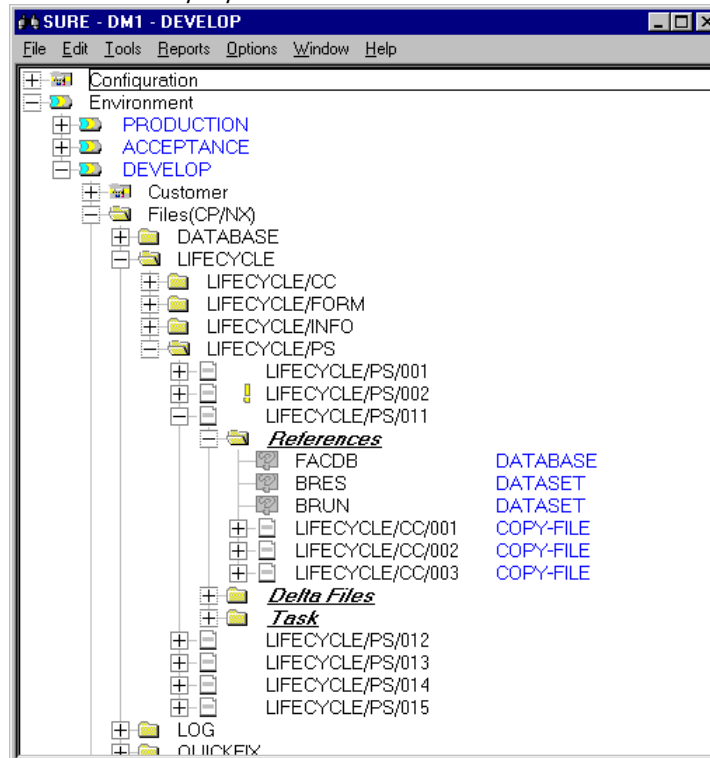 SURE - DM1 - DEVELOP
File Edit Tools Reports Options Window Help
Configuration
Environment
PRODUCTION
ACCEPTANCE
DEVELOP
Customer
Files(CP/NX)
DATABASE
LIFECYCLE
LIFECYCLE/CC
LIFECYCLE/FORM
LIFECYCLE/INFO
LIFECYCLE/PS
LIFECYCLE/PS/001
LIFECYCLE/PS/002
LIFECYCLE/PS/011
References
FACDB DATABASE
BRES DATASET
BRUN DATASET
LIFECYCLE/CC/001 COPY-FILE
LIFECYCLE/CC/002 COPY-FILE
LIFECYCLE/CC/003 COPY-FILE
Delta Files
Task
LIFECYCLE/PS/012
LIFECYCLE/PS/013
LIFECYCLE/PS/014
LIFECYCLE/PS/015
LOG
QUICKFIX